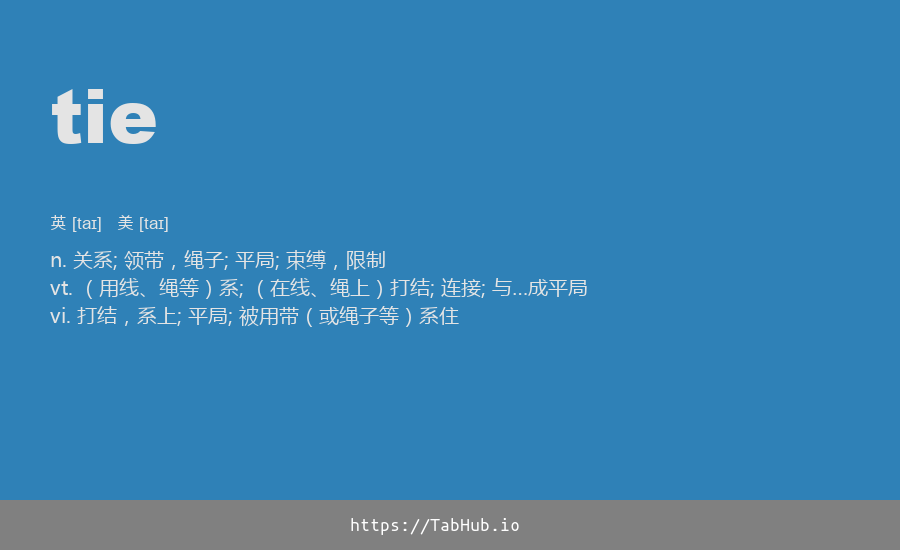 tie
英 [taɪ] 美 [taɪ]
n. 关系; 领带，绳子; 平局; 束缚，限制
vt. （用线、绳等）系; （在线、绳上）打结; 连接; 与…成平局
vi. 打结，系上; 平局; 被用带（或绳子等）系住
https://TabHub.io